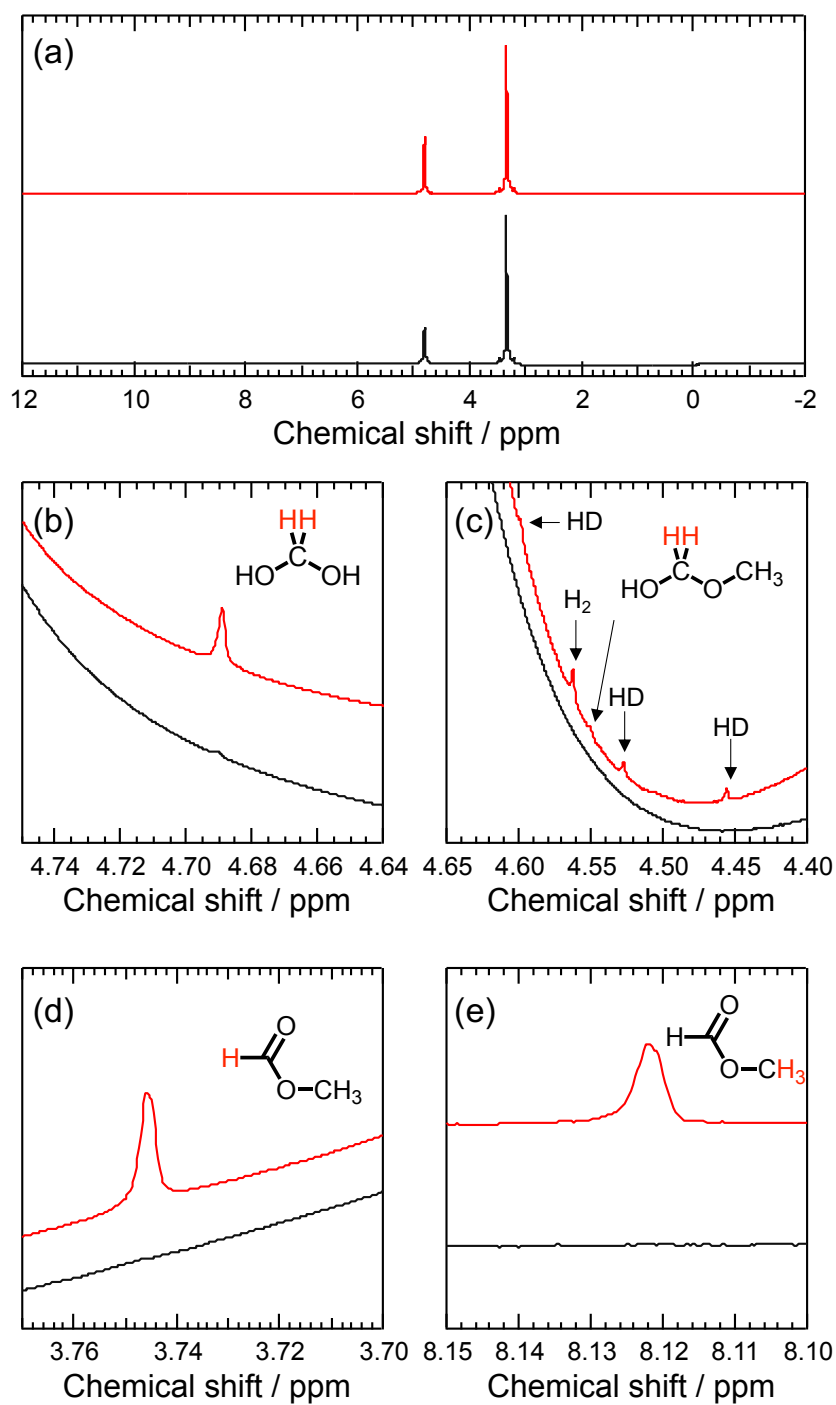 (a)
12 10 8 6 4 2 0 -2
Chemical shift / ppm
(b)
HH
C
HO OH
4.74 4.72 4.70 4.68 4.66 4.64
Chemical shift / ppm
(c)
HD
HH
C
HO O CH3
H2
HD
HD
4.65 4.60 4.55 4.50 4.45 4.40
Chemical shift / ppm
(d)
O
H C
O CH3
3.76 3.74 3.72 3.70
Chemical shift / ppm
(e)
O
H C
O CH3
8.15 8.14 8.13 8.12 8.11 8.10
Chemical shift / ppm